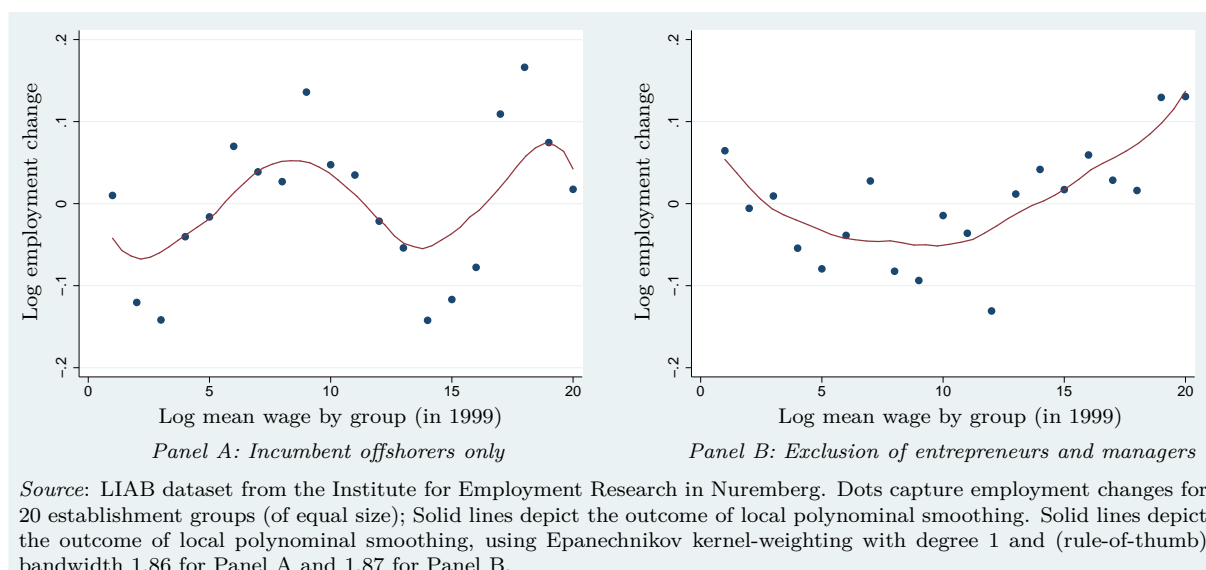 .2
.1
0
-.1
-.2
Log employment change
0 5 10 15 20
Log mean wage by group (in 1999)
Panel A: Incumbent offshorers only
.2
.1
0
-.1
-.2
Log employment change
0 5 10 15 20
Log mean wage by group (in 1999)
Panel B: Exclusion of entrepreneurs and managers
Source: LIAB dataset from the Institute for Employment Research in Nuremberg. Dots capture employment changes for
20 establishment groups (of equal size); Solid lines depict the outcome of local polynominal smoothing. Solid lines depict
the outcome of local polynominal smoothing, using Epanechnikov kernel-weighting with degree 1 and (rule-of-thumb)
bandwidth 1.86 for Panel A and 1.87 for Panel B.